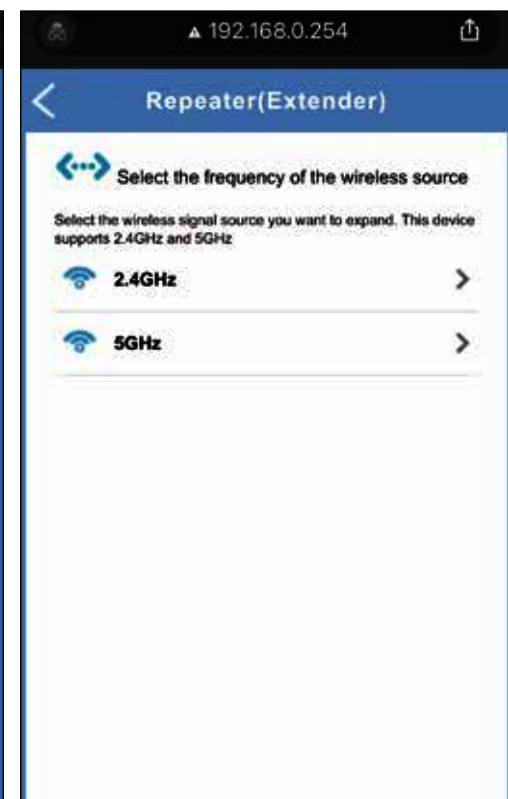 192.168.0.254
Repeater(Extender)
Select the frequency of the wireless source
Select the wireless signal source you want to expand. This device
supports 2.4GHz and 5GHz
2.4GHz
5GHz